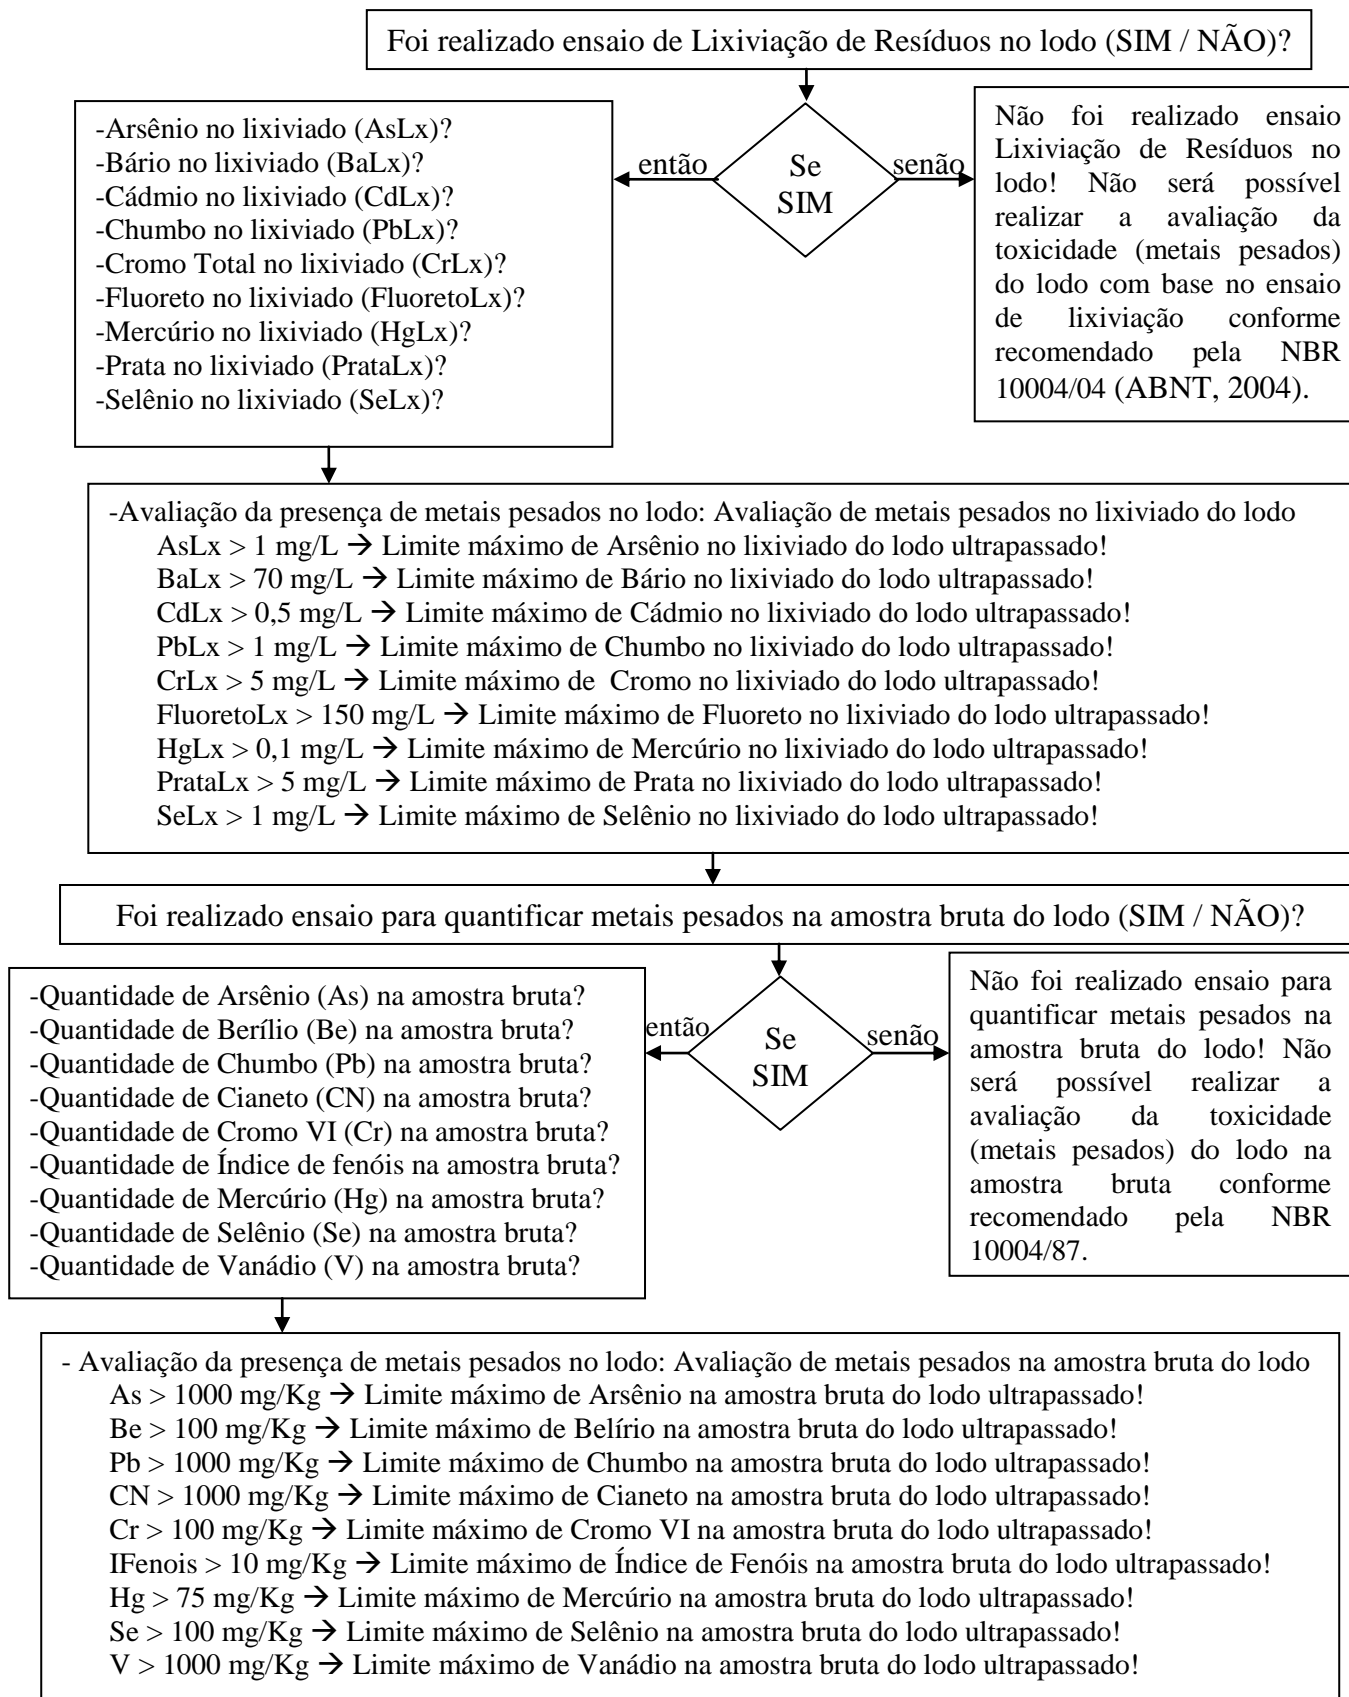 Foi realizado ensaio de Lixiviação de Resíduos no lodo (SIM / NÃO)?
-Arsênio no lixiviado (AsLx)?
-Bário no lixiviado (BaLx)?
-Cádmio no lixiviado (CdLx)?
-Chumbo no lixiviado (PbLx)?
-Cromo Total no lixiviado (CrLx)?
-Fluoreto no lixiviado (FluoretoLx)?
-Mercúrio no lixiviado (HgLx)?
-Prata no lixiviado (PrataLx)?
-Selênio no lixiviado (SeLx)?
então
Se
SIM
senão
Não foi realizado ensaio
Lixiviação de Resíduos no
lodo! Não será possível
realizar a avaliação da
toxicidade (metais pesados)
do lodo com base no ensaio
de lixiviação conforme
recomendado pela NBR
10004/04 (ABNT, 2004).
-Avaliação da presença de metais pesados no lodo: Avaliação de metais pesados no lixiviado do lodo
AsLx > 1 mg/L → Limite máximo de Arsênio no lixiviado do lodo ultrapassado!
BaLx > 70 mg/L → Limite máximo de Bário no lixiviado do lodo ultrapassado!
CdLx > 0,5 mg/L → Limite máximo de Cádmio no lixiviado do lodo ultrapassado!
PbLx > 1 mg/L → Limite máximo de Chumbo no lixiviado do lodo ultrapassado!
CrLx > 5 mg/L → Limite máximo de Cromo no lixiviado do lodo ultrapassado!
FluoretoLx > 150 mg/L → Limite máximo de Fluoreto no lixiviado do lodo ultrapassado!
HgLx > 0,1 mg/L → Limite máximo de Mercúrio no lixiviado do lodo ultrapassado!
PrataLx > 5 mg/L → Limite máximo de Prata no lixiviado do lodo ultrapassado!
SeLx > 1 mg/L → Limite máximo de Selênio no lixiviado do lodo ultrapassado!
Foi realizado ensaio para quantificar metais pesados na amostra bruta do lodo (SIM / NÃO)?
-Quantidade de Arsênio (As) na amostra bruta?
-Quantidade de Berílio (Be) na amostra bruta?
-Quantidade de Chumbo (Pb) na amostra bruta?
-Quantidade de Cianeto (CN) na amostra bruta?
-Quantidade de Cromo VI (Cr) na amostra bruta?
-Quantidade de Índice de fenóis na amostra bruta?
-Quantidade de Mercúrio (Hg) na amostra bruta?
-Quantidade de Selênio (Se) na amostra bruta?
-Quantidade de Vanádio (V) na amostra bruta?
então
Se
SIM
senão
Não foi realizado ensaio para
quantificar metais pesados na
amostra bruta do lodo! Não
será possível realizar a
avaliação da toxicidade
(metais pesados) do lodo na
amostra bruta conforme
recomendado pela NBR
10004/87.
- Avaliação da presença de metais pesados no lodo: Avaliação de metais pesados na amostra bruta do lodo
As > 1000 mg/Kg → Limite máximo de Arsênio na amostra bruta do lodo ultrapassado!
Be > 100 mg/Kg → Limite máximo de Belírio na amostra bruta do lodo ultrapassado!
Pb > 1000 mg/Kg → Limite máximo de Chumbo na amostra bruta do lodo ultrapassado!
CN > 1000 mg/Kg → Limite máximo de Cianeto na amostra bruta do lodo ultrapassado!
Cr > 100 mg/Kg → Limite máximo de Cromo VI na amostra bruta do lodo ultrapassado!
IFenois > 10 mg/Kg → Limite máximo de Índice de Fenóis na amostra bruta do lodo ultrapassado!
Hg > 75 mg/Kg → Limite máximo de Mercúrio na amostra bruta do lodo ultrapassado!
Se > 100 mg/Kg → Limite máximo de Selênio na amostra bruta do lodo ultrapassado!
V > 1000 mg/Kg → Limite máximo de Vanádio na amostra bruta do lodo ultrapassado!